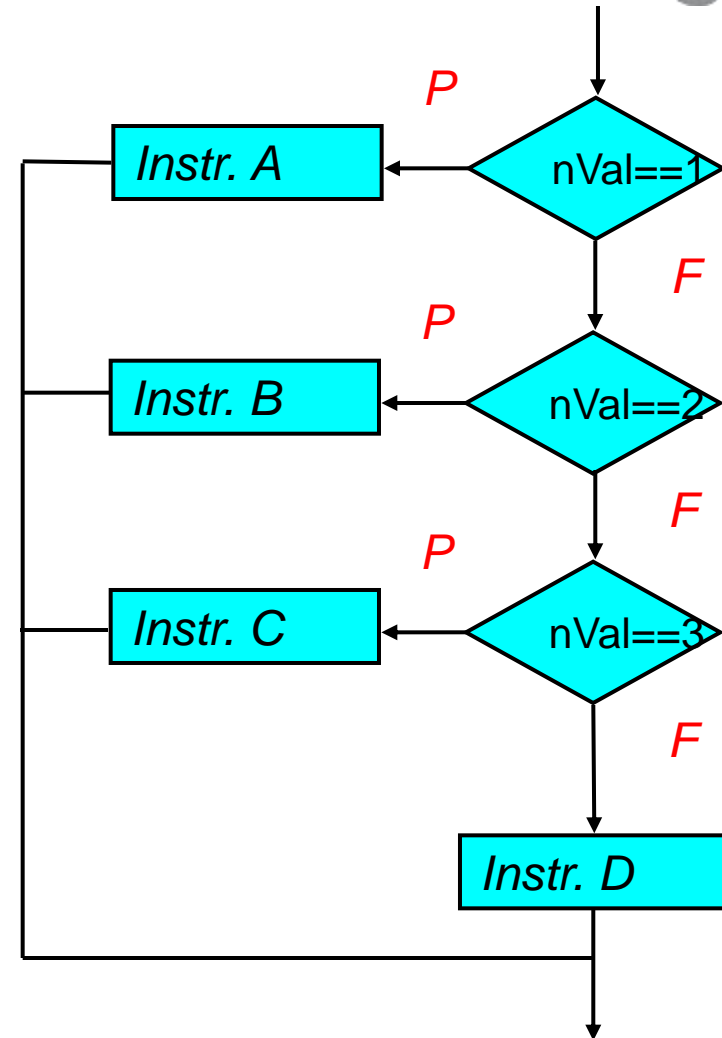 P
Instr. A
nVal==1
F
P
Instr. B
nVal==2
F
P
Instr. C
nVal==3
F
Instr. D